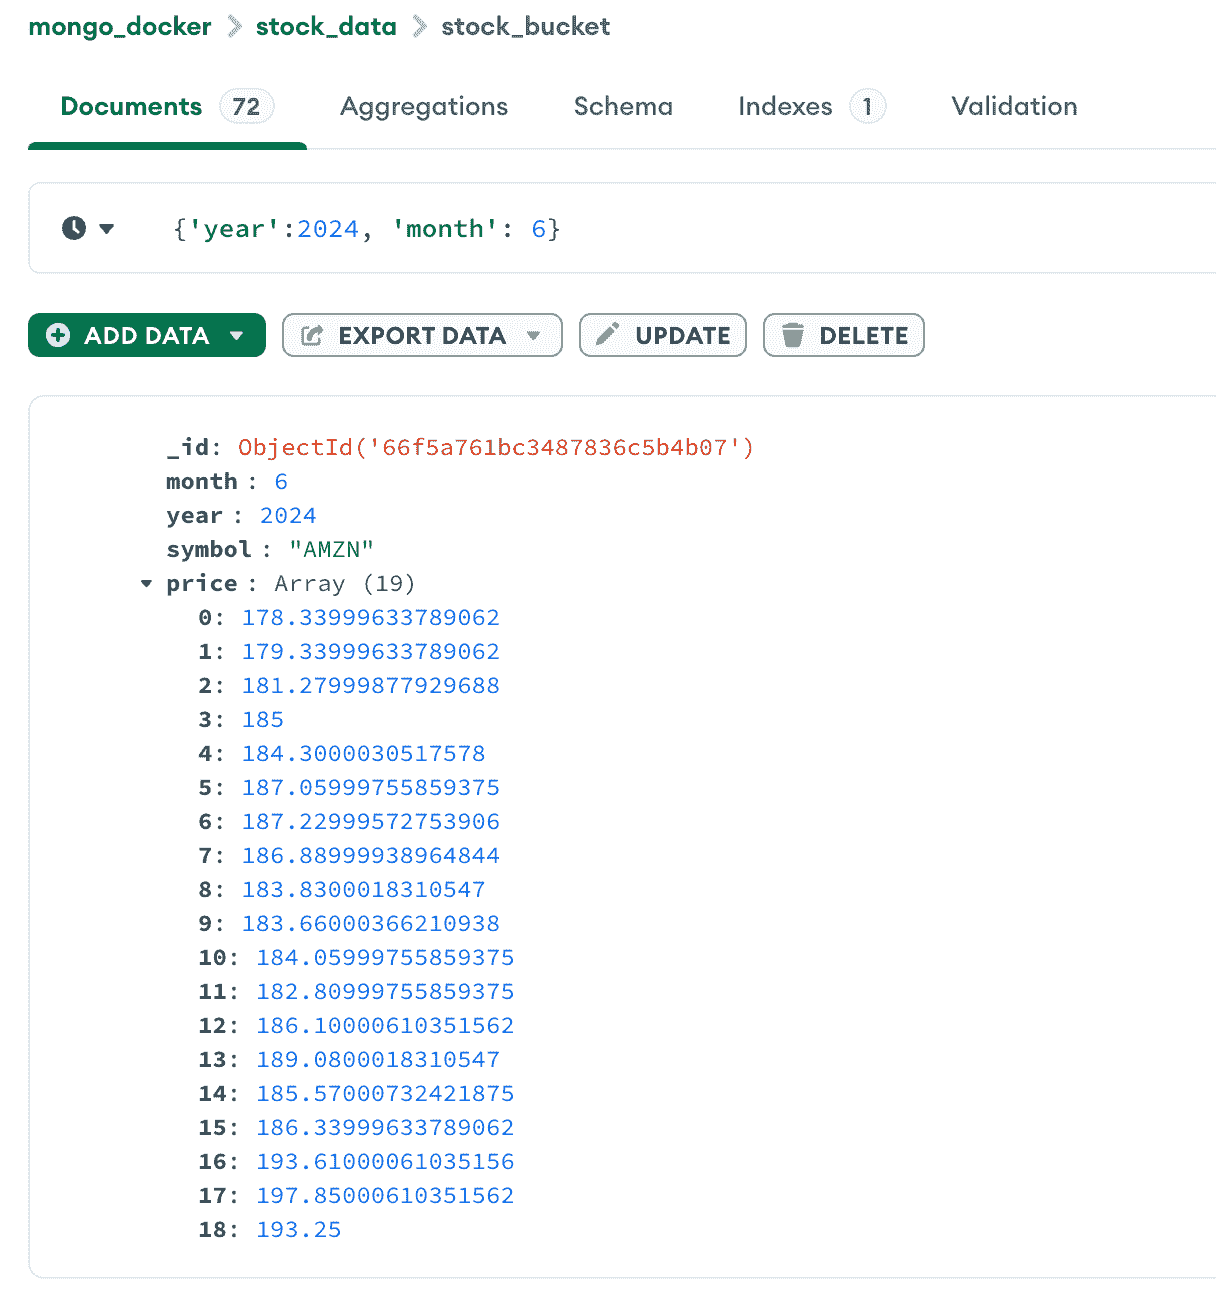 mongo_docker > stock_data > stock_bucket
Documents 72 Aggregations Schema Indexes 1 Validation
{'year':2024, 'month': 6}
ADD DATA EXPORT DATA UPDATE DELETE
_id: ObjectId('66f5a761bc3487836c5b4b07')
month : 6
year : 2024
symbol : "AMZN"
price : Array (19)
0: 178.33999633789062
1: 179.33999633789062
2: 181.27999877929688
3: 185
4: 184.3000030517578
5: 187.05999755859375
6: 187.22999572753906
7: 186.88999938964844
8: 183.8300018310547
9: 183.66000366210938
10: 184.05999755859375
11: 182.80999755859375
12: 186.10000610351562
13: 189.0800018310547
14: 185.57000732421875
15: 186.33999633789062
16: 193.61000061035156
17: 197.85000610351562
18: 193.25